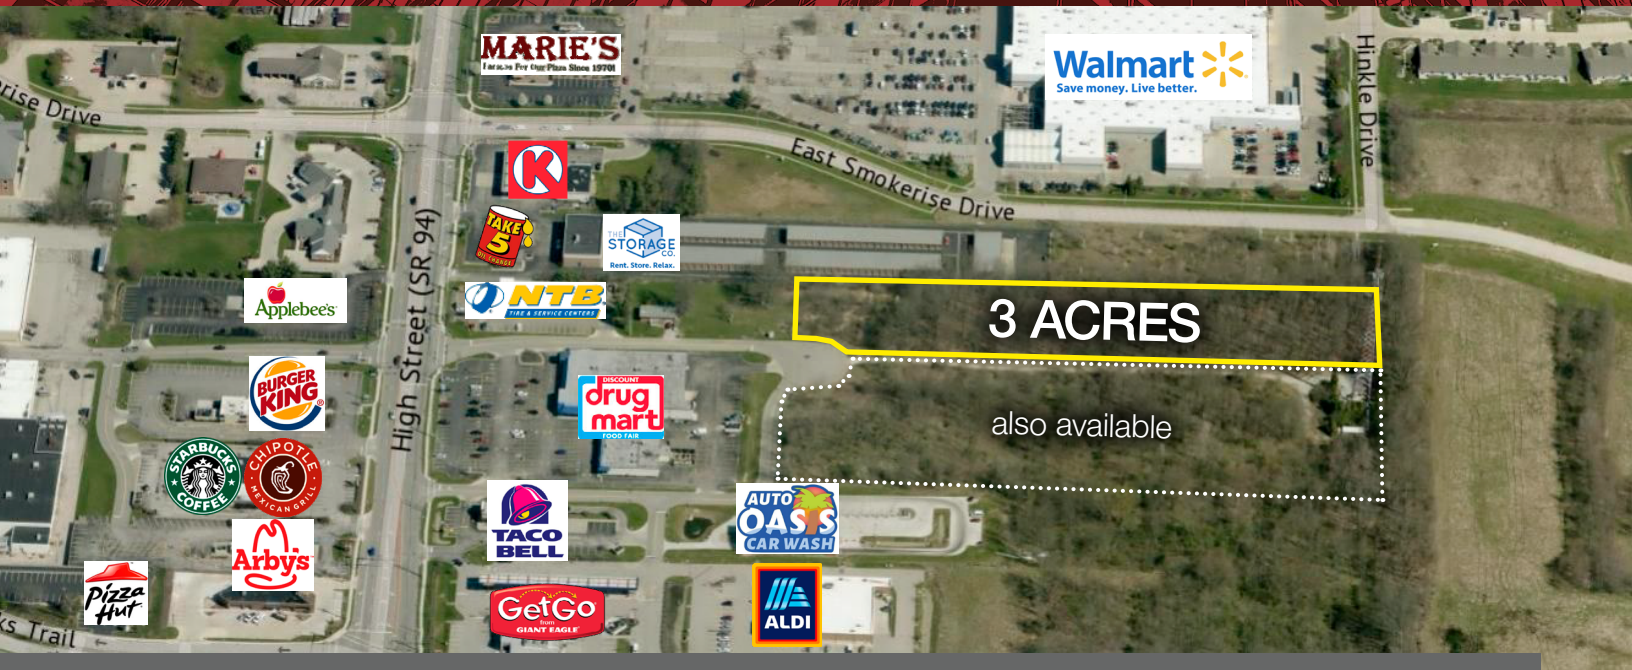 MARIE'S
Walmart
Save money. Live better.
Hinkle Drive
rise Drive
East Smokerise Drive
K
TAKE
5
OIL CHANGE
THE
STORAGE
CO.
Rent. Store. Relax.
High Street (SR 94)
Applebee's
NTB
TIRE & SERVICE CENTERS
3 ACRES
BURGER
KING
DISCOUNT
drug
mart
FOOD FAIR
also available
STARBUCKS
COFFEE
CHIPOTLE
MEXICAN GRILL
TACO
BELL
AUTO
OASIS
CAR WASH
Arby's
Pizza
Hut
GetGo
from
GIANT EAGLE
ALDI
ks Trail